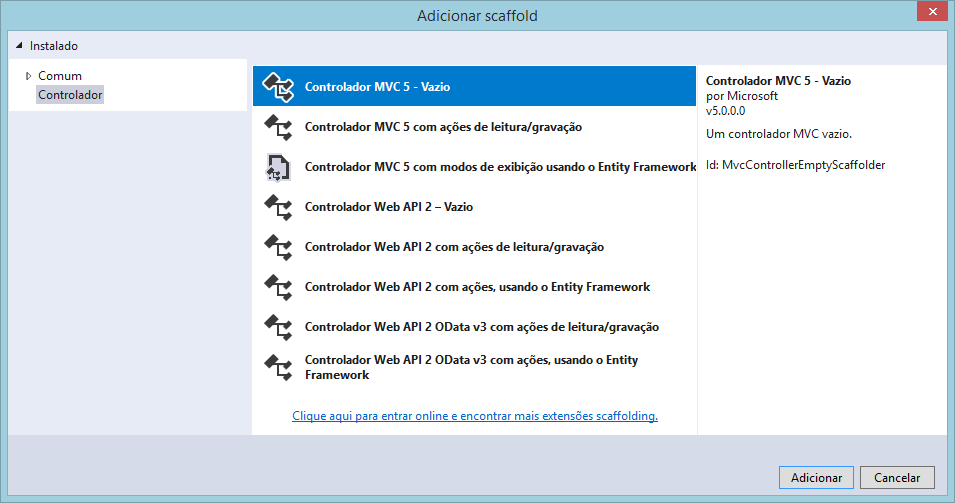 Adicionar scaffold
Instalado
Comum
Controlador
Controlador MVC 5 - Vazio
Controlador MVC 5 com ações de leitura/gravação
Controlador MVC 5 com modos de exibição usando o Entity Framework
Controlador Web API 2 – Vazio
Controlador Web API 2 com ações de leitura/gravação
Controlador Web API 2 com ações, usando o Entity Framework
Controlador Web API 2 OData v3 com ações de leitura/gravação
Controlador Web API 2 OData v3 com ações, usando o Entity
Framework
Clique aqui para entrar online e encontrar mais extensões scaffolding.
Controlador MVC 5 - Vazio
por Microsoft
v5.0.0.0
Um controlador MVC vazio.
Id: MvcControllerEmptyScaffolder
Adicionar
Cancelar